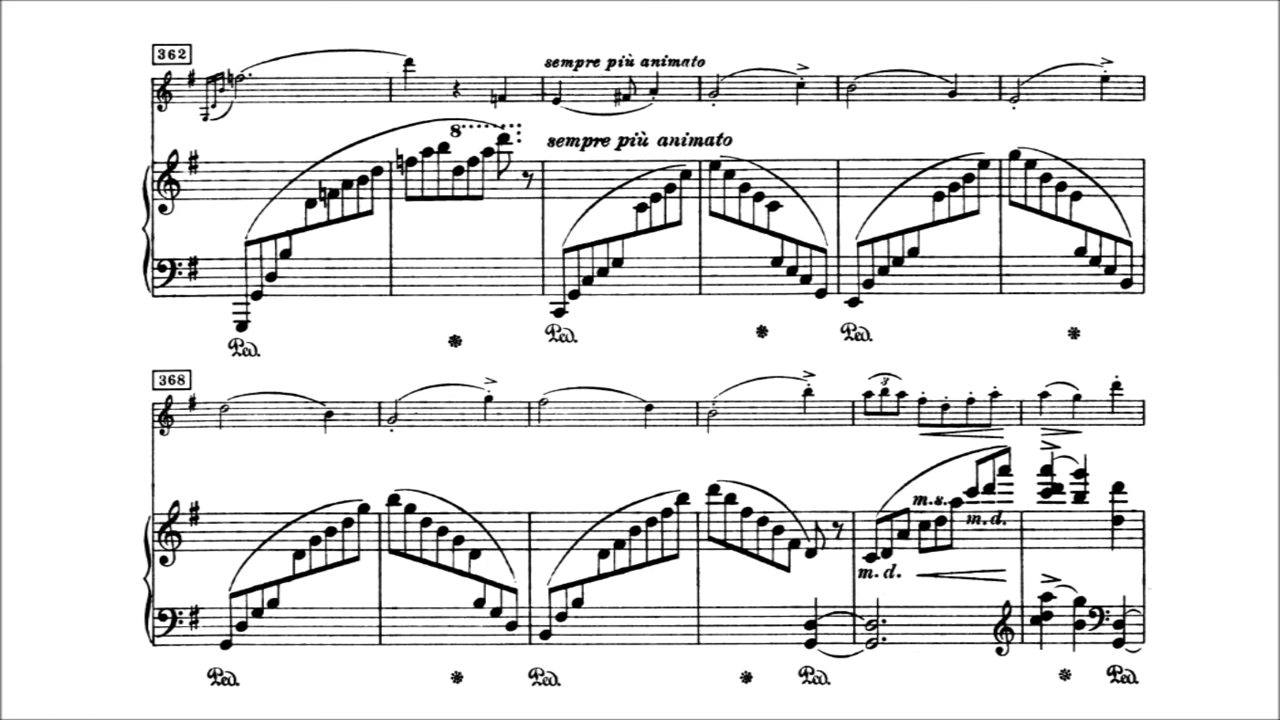 362
sempre più animato
8
sempre più animato
Ped. * Ped. * Ped. *
368
3
m.s.
m.d.
m.d.
Ped. * Ped. * Ped. * Ped.